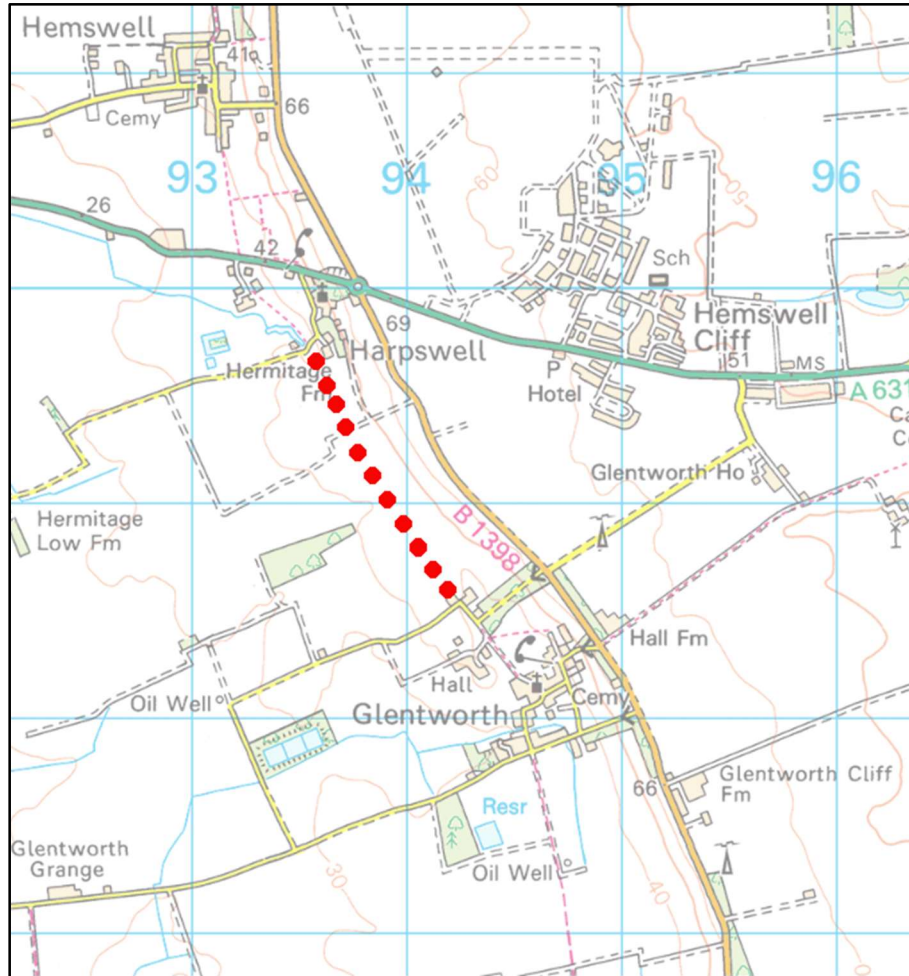 Hemswell
41
66
Cemy
93
94
95
96
60
50
26
42
Sch
69
Hemswell
Cliff
Harpswell
51
MS
P
Hotel
A 631
Hermitage
Fm
Ca
Glentworth Ho
Hermitage
Low Fm
B 1398
Hall Fm
Hall
Oil Well
Cemy
Glentworth
66
Glentworth Cliff
Fm
Resr
Glentworth
Grange
30
Oil Well
40